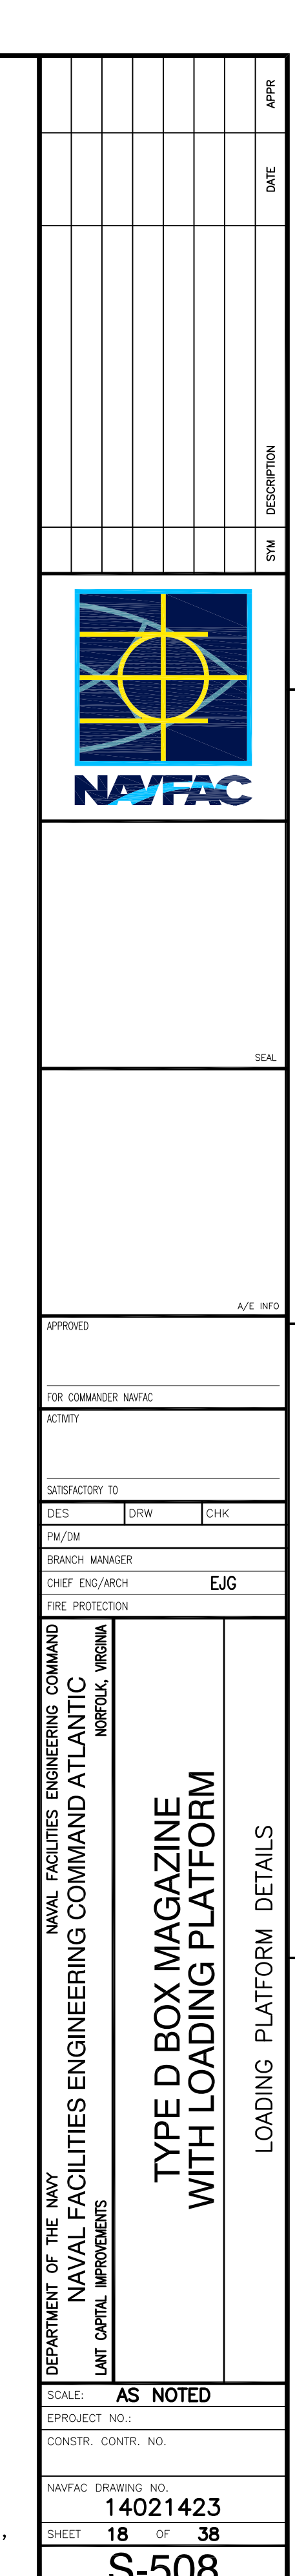 SYM DESCRIPTION DATE APPR
NAVFAC
SEAL
A/E INFO
APPROVED
FOR COMMANDER NAVFAC
ACTIVITY
SATISFACTORY TO
DES DRW CHK
PM/DM
BRANCH MANAGER
CHIEF ENG/ARCH EJG
FIRE PROTECTION
DEPARTMENT OF THE NAVY NAVAL FACILITIES ENGINEERING COMMAND
NAVAL FACILITIES ENGINEERING COMMAND ATLANTIC
LANT CAPITAL IMPROVEMENTS NORFOLK, VIRGINIA
TYPE D BOX MAGAZINE
WITH LOADING PLATFORM
LOADING PLATFORM DETAILS
SCALE: AS NOTED
EPROJECT NO.:
CONSTR. CONTR. NO.
NAVFAC DRAWING NO.
14021423
SHEET 18 OF 38
,
S-508